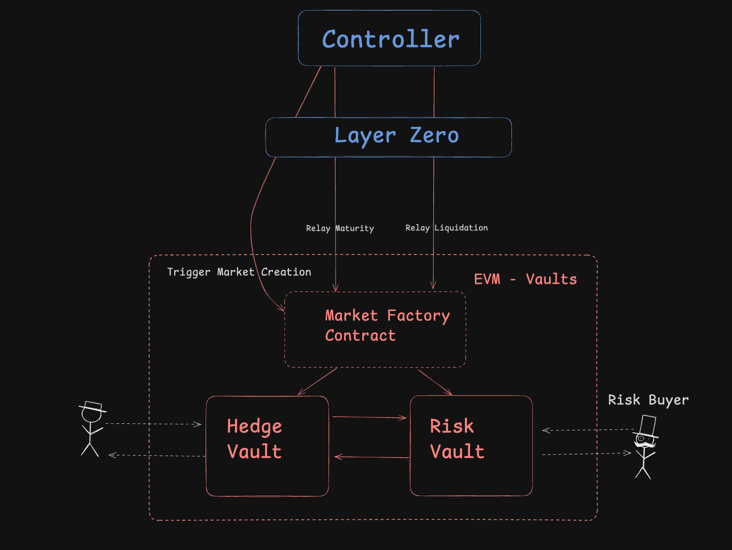 Controller
Layer Zero
Relay Maturity
Relay Liquidation
Trigger Market Creation
EVM - Vaults
Market Factory
Contract
Risk Buyer
Hedge
Vault
Risk
Vault